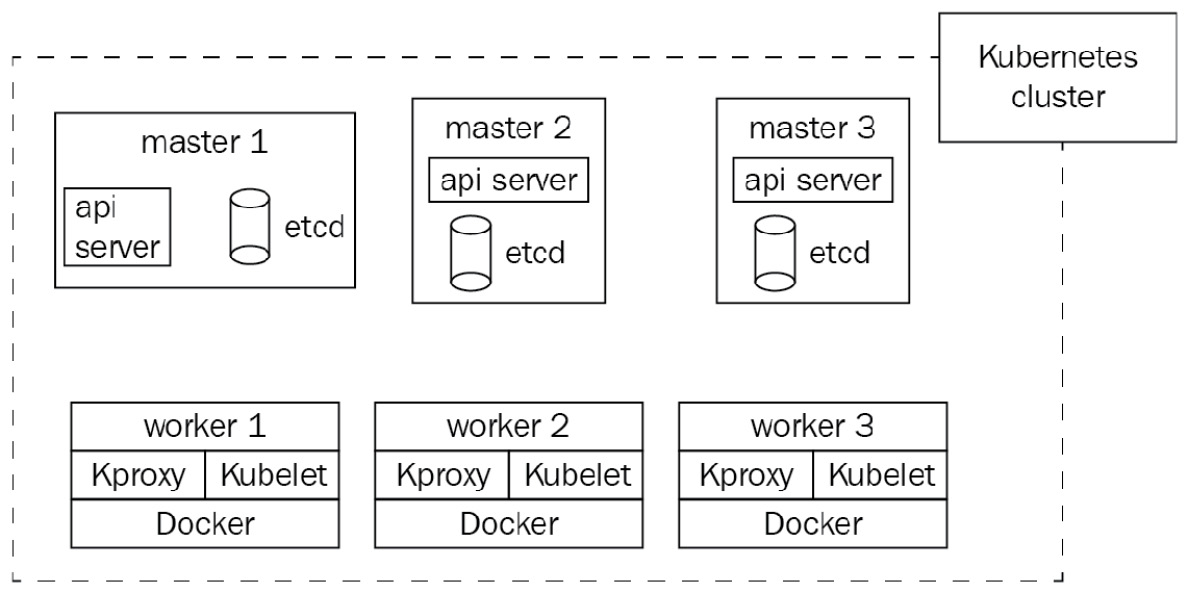 Kubernetes
cluster
master 1
api
server
etcd
master 2
api server
etcd
master 3
api server
etcd
worker 1
Kproxy
Kubelet
Docker
worker 2
Kproxy
Kubelet
Docker
worker 3
Kproxy
Kubelet
Docker